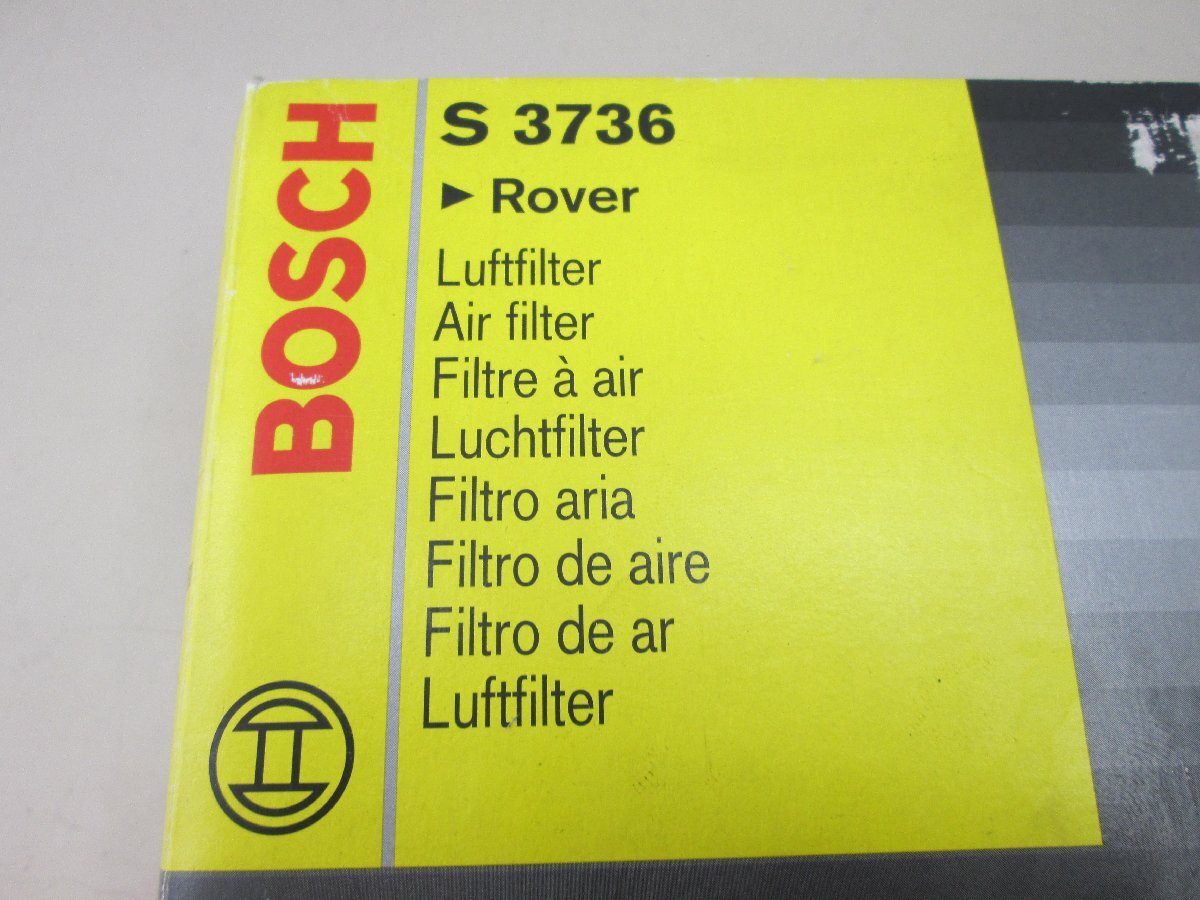 BOSCH
S 3736
► Rover
Luftfilter
Air filter
Filtre à air
Luchtfilter
Filtro aria
Filtro de aire
Filtro de ar
Luftfilter